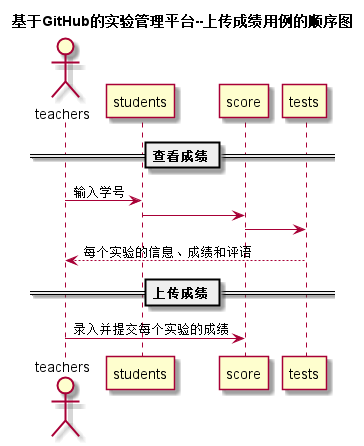 基于GitHub的实验管理平台--上传成绩用例的顺序图
teachers
students
score
tests
查看成绩
输入学号
每个实验的信息、成绩和评语
上传成绩
录入并提交每个实验的成绩
teachers
students
score
tests